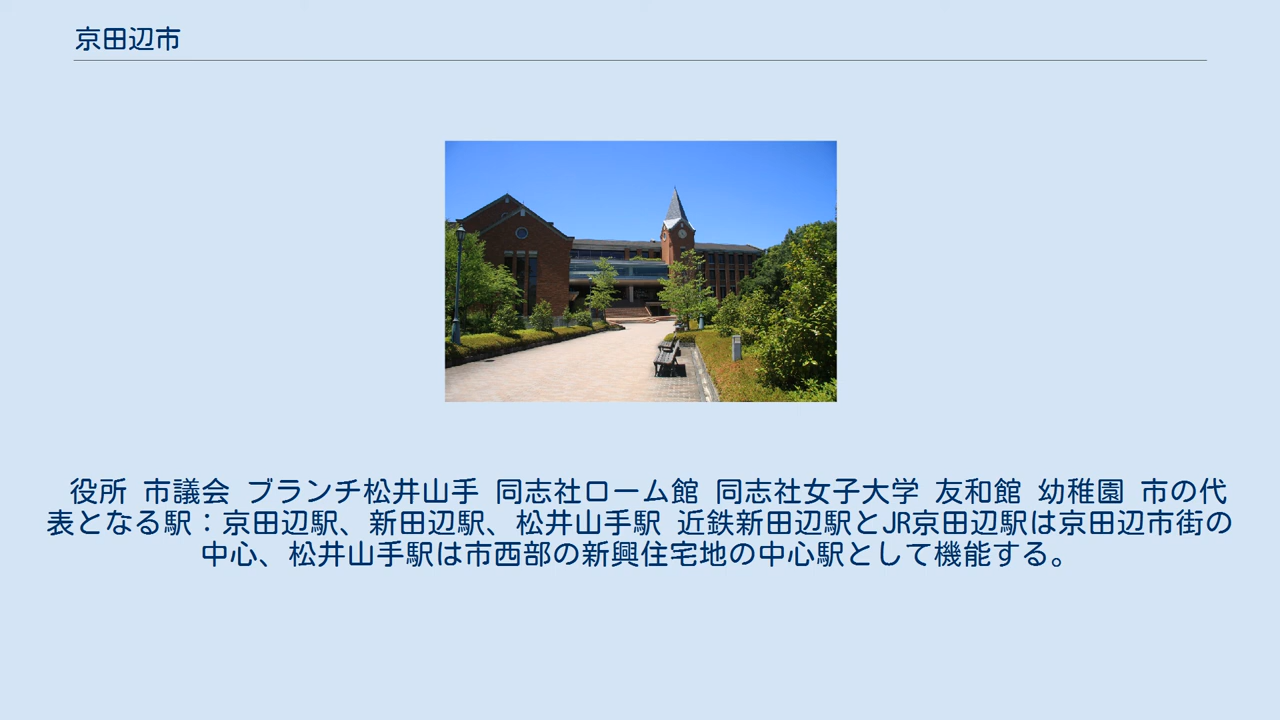 京田辺市
役所 市議会 ブランチ松井山手 同志社ローム館 同志社女子大学 友和館 幼稚園 市の代
表となる駅：京田辺駅、新田辺駅、松井山手駅 近鉄新田辺駅とJR京田辺駅は京田辺市街の
中心、松井山手駅は市西部の新興住宅地の中心駅として機能する。